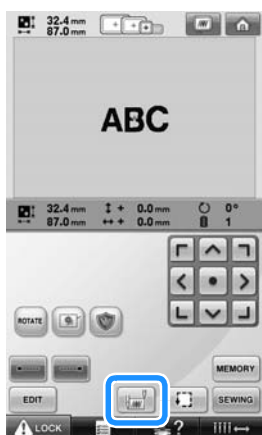 32.4 mm
87.0 mm
ABC
32.4 mm + 0.0 mm 0°
87.0 mm + 0.0 mm 1
ROTATE
MEMORY
EDIT
SEWING
LOCK ?